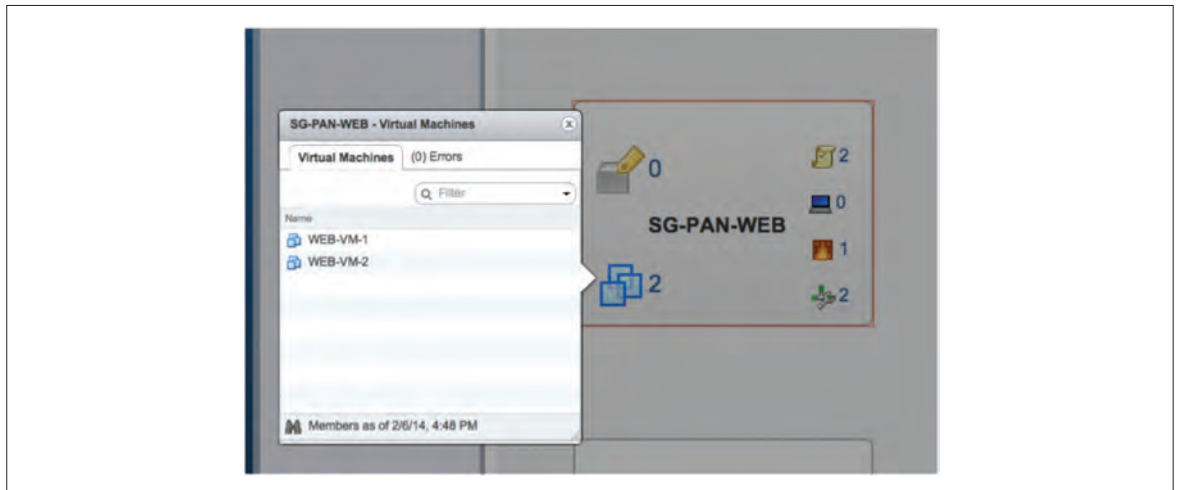 SG-PAN-WEB - Virtual Machines
Virtual Machines
(0) Errors
Filter
Name
WEB-VM-1
WEB-VM-2
Members as of 2/6/14, 4:48 PM
0
2
SG-PAN-WEB
0
1
2
2